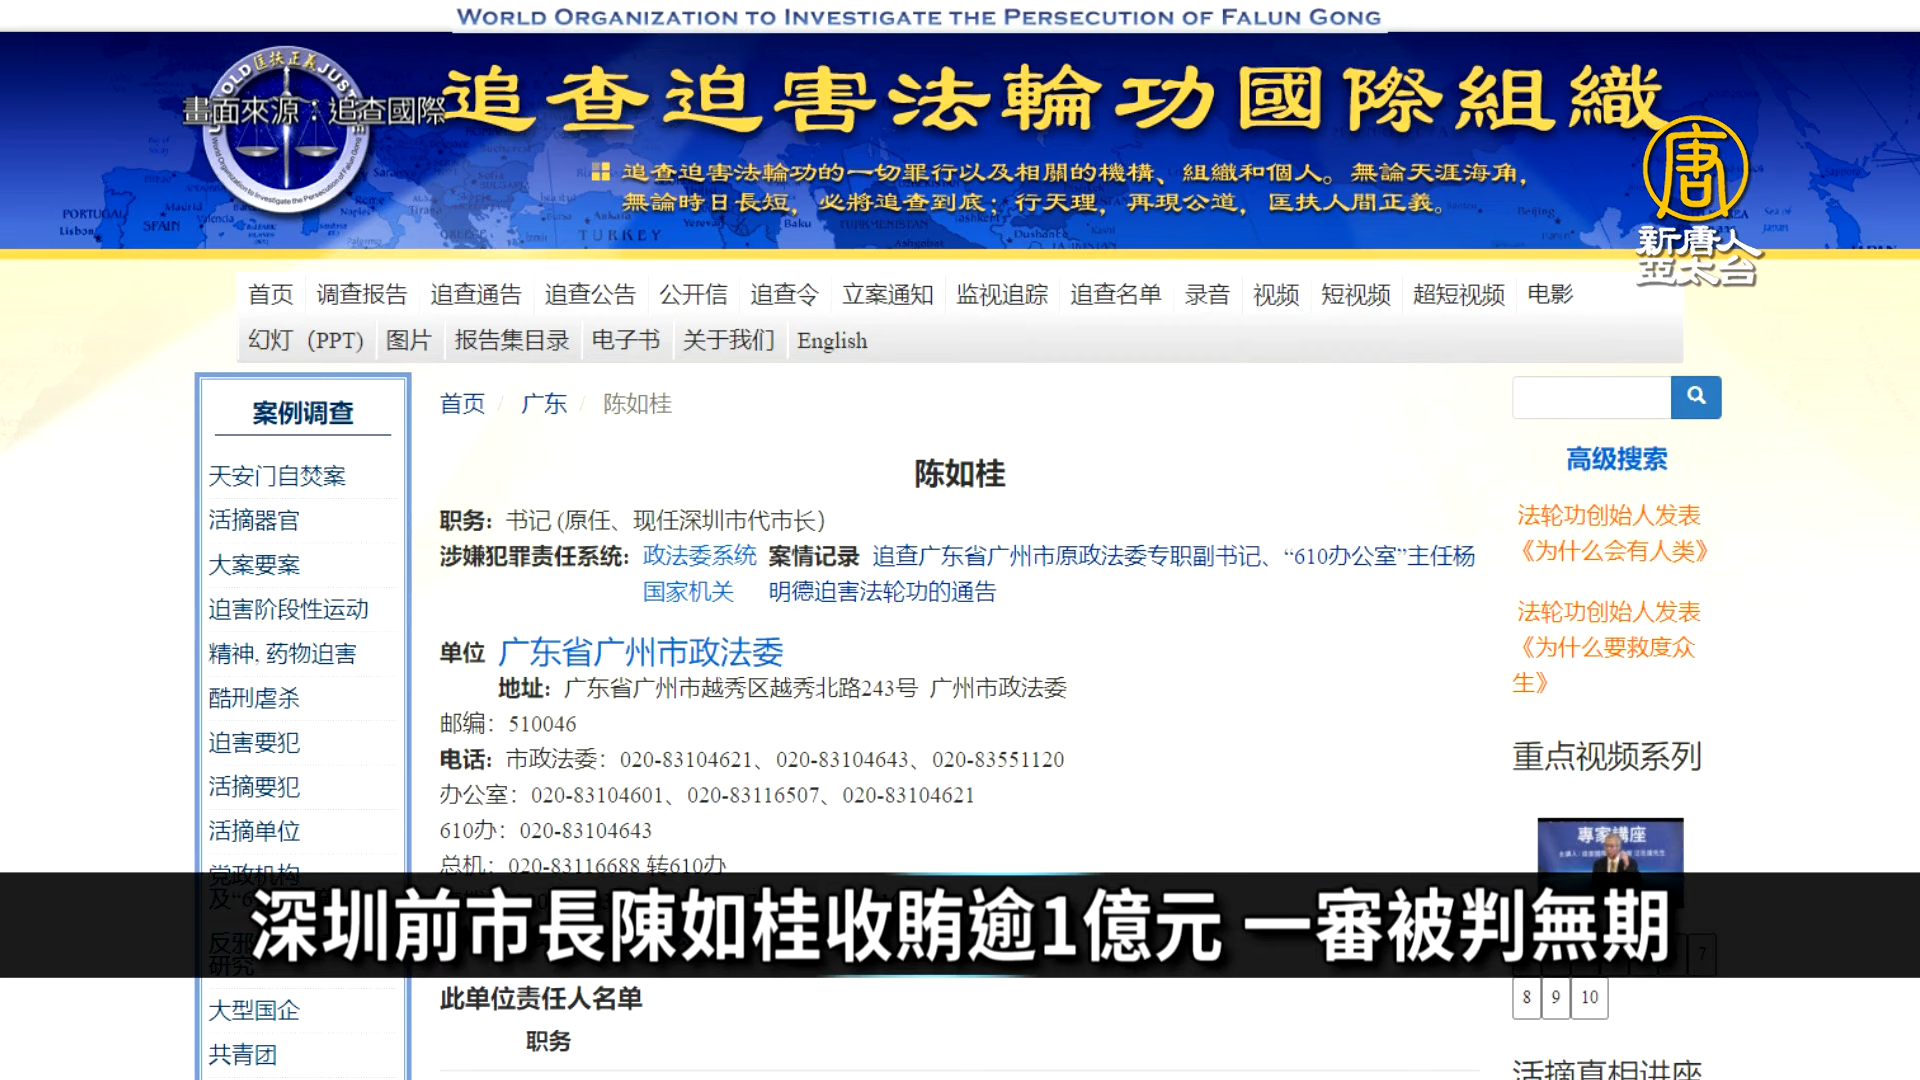 WORLD ORGANIZATION TO INVESTIGATE THE PERSECUTION OF FALUN GONG
追查迫害法輪功國際組織
畫面來源：追查國際
追查迫害法輪功的一切罪行以及相關的機構、組織和個人。無論天涯海角，
無論時日長短，必將追查到底；行天理，再現公道，匡扶人間正義。
新唐人
亞太台
首页 调查报告 追查通告 追查公告 公开信 追查令 立案通知 监视追踪 追查名单 录音 视频 短视频 超短视频 电影
幻灯（PPT） 图片 报告集目录 电子书 关于我们 English
案例调查
天安门自焚案
活摘器官
大案要案
迫害阶段性运动
精神, 药物迫害
酷刑虐杀
迫害要犯
活摘要犯
活摘单位
党政机构
大型国企
共青团
首页 / 广东 / 陈如桂
陈如桂
职务: 书记 (原任、现任深圳市代市长)
涉嫌犯罪责任系统: 政法委系统 案情记录 追查广东省广州市原政法委专职副书记、“610办公室”主任杨
国家机关 明德迫害法轮功的通告
单位 广东省广州市政法委
地址: 广东省广州市越秀区越秀北路243号 广州市政法委
邮编: 510046
电话: 市政法委: 020-83104621、020-83104643、020-83551120
办公室: 020-83104601、020-83116507、020-83104621
610办: 020-83104643
总机: 020-83116688 转610办
此单位责任人名单
职务
高级搜索
法轮功创始人发表
《为什么会有人类》
法轮功创始人发表
《为什么要救度众
生》
重点视频系列
專家講座
7
8 9 10
活摘真相讲座
深圳前市長陳如桂收賄逾1億元 一審被判無期